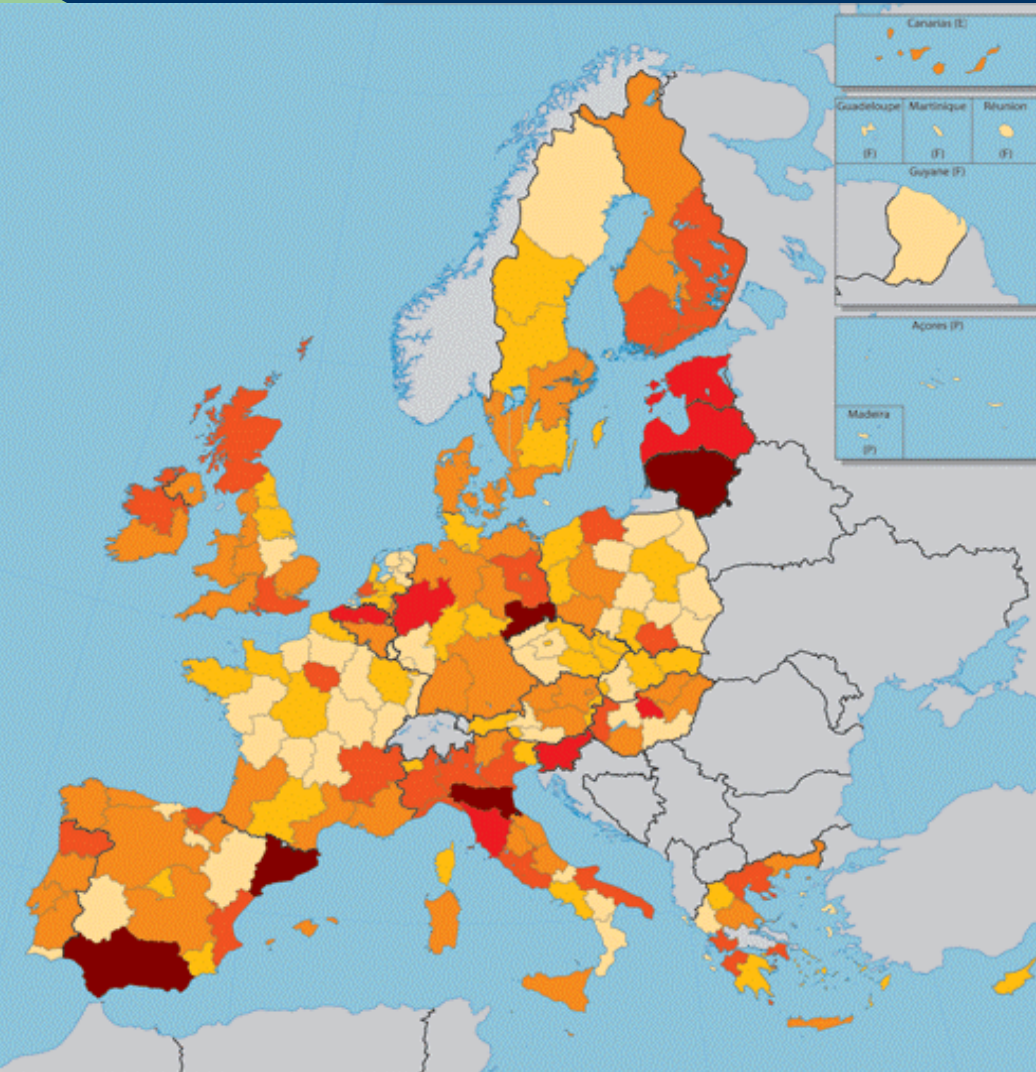 Canarias (E)
Guadeloupe
Martinique
Réunion
(F)
(F)
(F)
Guyane (F)
Açores (P)
Madeira
(P)